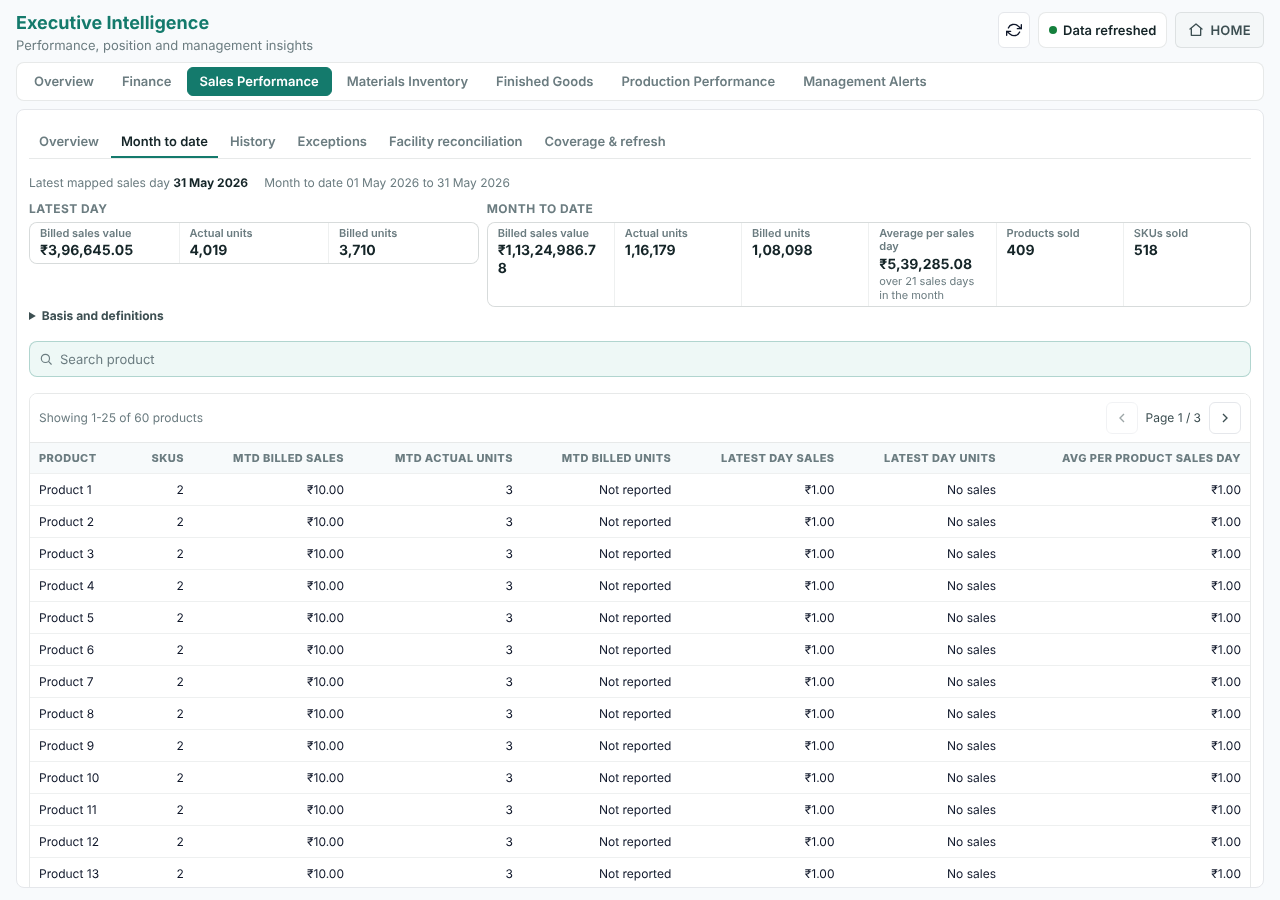 Executive Intelligence
Performance, position and management insights
Data refreshed
HOME
Overview Finance Sales Performance Materials Inventory Finished Goods Production Performance Management Alerts
Overview Month to date History Exceptions Facility reconciliation Coverage & refresh
Latest mapped sales day 31 May 2026 Month to date 01 May 2026 to 31 May 2026
LATEST DAY
Billed sales value Actual units Billed units
₹3,96,645.05 4,019 3,710
MONTH TO DATE
Billed sales value
₹1,13,24,986.7
8
Actual units
1,16,179
Billed units
1,08,098
Average per sales
day
₹5,39,285.08
over 21 sales days
in the month
Products sold
409
SKUs sold
518
Basis and definitions
Search product
Showing 1-25 of 60 products Page 1 / 3
PRODUCT SKUS MTD BILLED SALES MTD ACTUAL UNITS MTD BILLED UNITS LATEST DAY SALES LATEST DAY UNITS AVG PER PRODUCT SALES DAY
Product 1 2 ₹10.00 3 Not reported ₹1.00 No sales ₹1.00
Product 2 2 ₹10.00 3 Not reported ₹1.00 No sales ₹1.00
Product 3 2 ₹10.00 3 Not reported ₹1.00 No sales ₹1.00
Product 4 2 ₹10.00 3 Not reported ₹1.00 No sales ₹1.00
Product 5 2 ₹10.00 3 Not reported ₹1.00 No sales ₹1.00
Product 6 2 ₹10.00 3 Not reported ₹1.00 No sales ₹1.00
Product 7 2 ₹10.00 3 Not reported ₹1.00 No sales ₹1.00
Product 8 2 ₹10.00 3 Not reported ₹1.00 No sales ₹1.00
Product 9 2 ₹10.00 3 Not reported ₹1.00 No sales ₹1.00
Product 10 2 ₹10.00 3 Not reported ₹1.00 No sales ₹1.00
Product 11 2 ₹10.00 3 Not reported ₹1.00 No sales ₹1.00
Product 12 2 ₹10.00 3 Not reported ₹1.00 No sales ₹1.00
Product 13 2 ₹10.00 3 Not reported ₹1.00 No sales ₹1.00